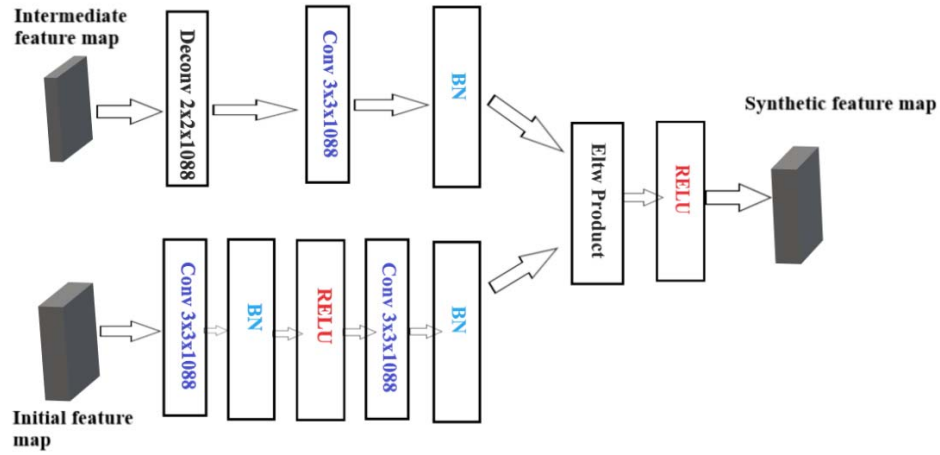 Intermediate
feature map
Deconv 2x2x1088
Conv 3x3x1088
BN
Synthetic feature map
Eltw Product
RELU
Conv 3x3x1088
BN
RELU
Conv 3x3x1088
BN
Initial feature
map